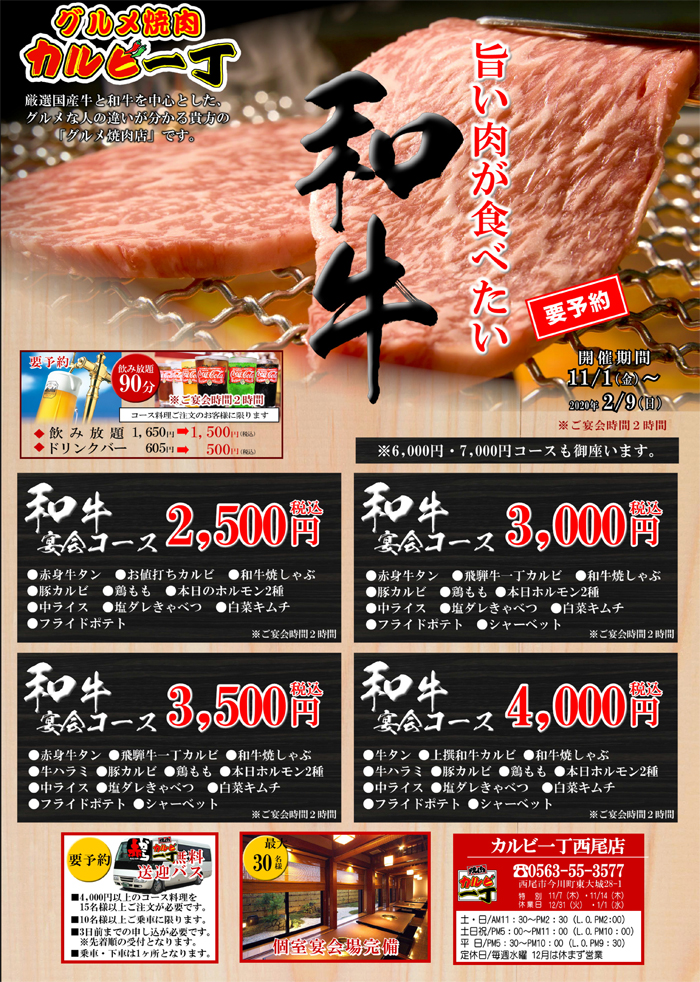 グルメ焼肉
カルビ一丁
厳選国産牛と和牛を中心とした、
グルメな人の違いが分かる貴方の
「グルメ焼肉店」です。
旨い肉が食べたい
和牛
要予約
開催期間
11/1(金)〜
2020年 2/9(日)
※ご宴会時間2時間
要予約
飲み放題
90分
Coca-Cola
※ご宴会時間2時間
コース料理ご注文のお客様に限ります
◆飲み放題 1,650円➡1,500円(税込)
◆ドリンクバー 605円➡ 500円(税込)
※6,000円・7,000円コースも御座います。
和牛
宴会コース 2,500円 税込
●赤身牛タン ●お値打ちカルビ ●和牛焼しゃぶ
●豚カルビ ●鶏もも ●本日のホルモン2種
●中ライス ●塩ダレきゃべつ ●白菜キムチ
●フライドポテト
※ご宴会時間2時間
和牛
宴会コース 3,000円 税込
●赤身牛タン ●飛騨牛一丁カルビ ●和牛焼しゃぶ
●豚カルビ ●鶏もも ●本日ホルモン2種
●中ライス ●塩ダレきゃべつ ●白菜キムチ
●フライドポテト ●シャーベット
※ご宴会時間2時間
和牛
宴会コース 3,500円 税込
●赤身牛タン ●飛騨牛一丁カルビ ●和牛焼しゃぶ
●牛ハラミ ●豚カルビ ●鶏もも ●本日ホルモン2種
●中ライス ●塩ダレきゃべつ ●白菜キムチ
●フライドポテト ●シャーベット
※ご宴会時間2時間
和牛
宴会コース 4,000円 税込
●牛タン ●上撰和牛カルビ ●和牛焼しゃぶ
●牛ハラミ ●豚カルビ ●鶏もも ●本日ホルモン2種
●中ライス ●塩ダレきゃべつ ●白菜キムチ
●フライドポテト ●シャーベット
※ご宴会時間2時間
要予約
無料
送迎バス
■4,000円以上のコース料理を
15名様以上ご注文が必要です。
■10名様以上ご乗車に限ります。
■3日前までの申し込が必要です。
※先着順の受付となります。
■乗車・下車は1ヶ所となります。
最大
30名様
個室宴会場完備
カルビ一丁西尾店
焼肉
カルビ一丁
☎0563-55-3577
西尾市今川町東大城28-1
特別 11/7(木)・11/14(木)
休業日 12/31(火)・1/1(水)
土・日/AM11:30〜PM2:30(L.O.PM2:00)
土日祝/PM5:00〜PM11:00(L.O.PM10:00)
平日/PM5:30〜PM10:00(L.O.PM9:30)
定休日/毎週水曜 12月は休まず営業